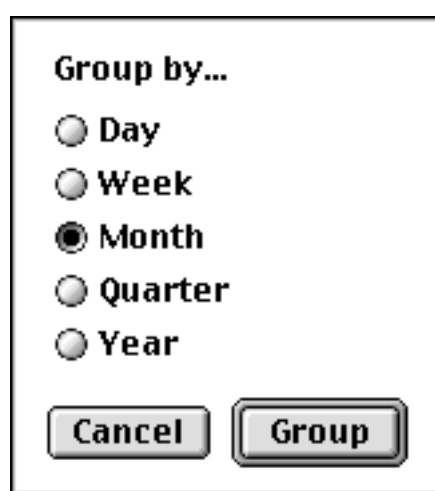 Group by...
Day
Week
Month
Quarter
Year
Cancel Group